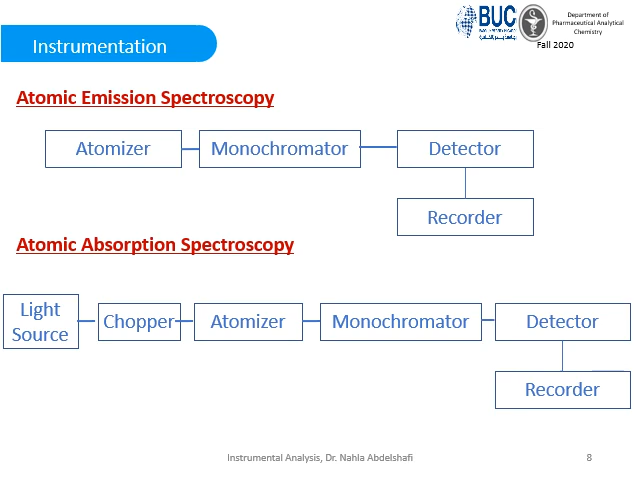 Instrumentation
BUC
Department of
Pharmaceutical Analytical
Chemistry
Fall 2020
Atomic Emission Spectroscopy
Atomizer
Monochromator
Detector
Recorder
Atomic Absorption Spectroscopy
Light
Source
Chopper
Atomizer
Monochromator
Detector
Recorder
Instrumental Analysis, Dr. Nahla Abdelshafi
8